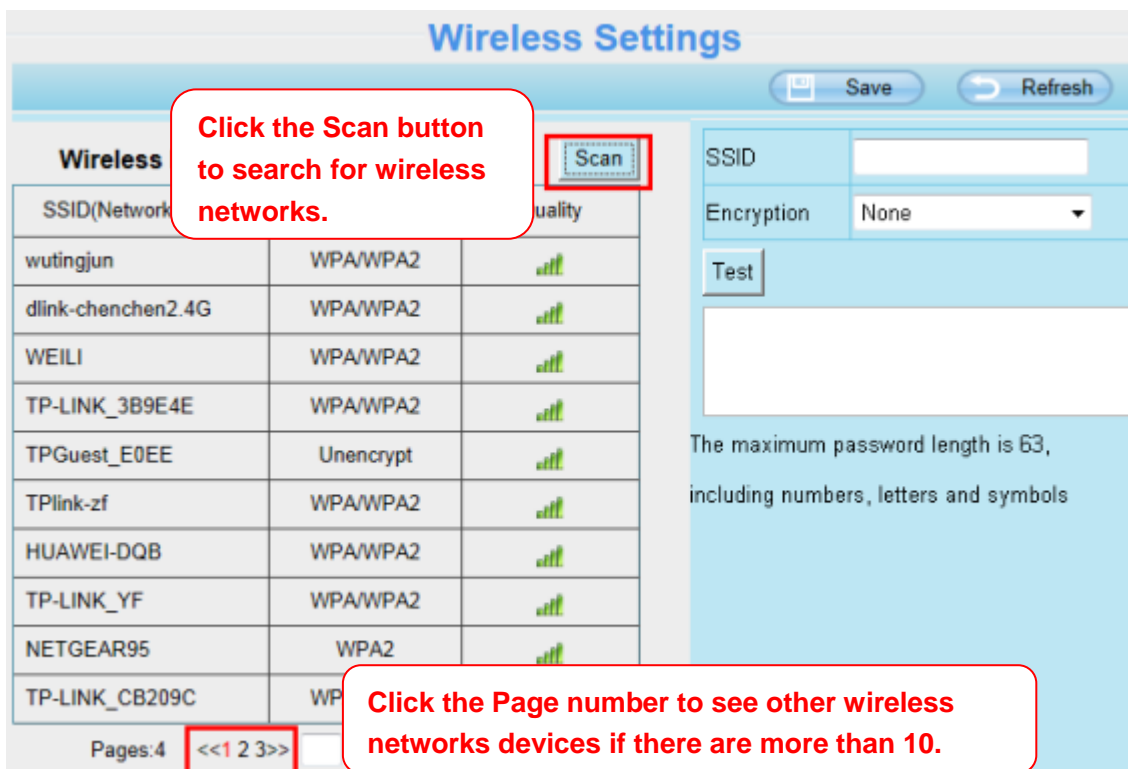 Wireless Settings
Save Refresh
Click the Scan button
to search for wireless
networks.
Wireless
Scan
SSID(Network
wutingjun WPA/WPA2
dlink-chenchen2.4G WPA/WPA2
WEILI WPA/WPA2
TP-LINK_3B9E4E WPA/WPA2
TPGuest_E0EE Unencrypt
TPlink-zf WPA/WPA2
HUAWEI-DQB WPA/WPA2
TP-LINK_YF WPA/WPA2
NETGEAR95 WPA2
TP-LINK_CB209C
Pages:4 <<1 2 3>>
Click the Page number to see other wireless
networks devices if there are more than 10.
SSID
Encryption None
Test
The maximum password length is 63,
including numbers, letters and symbols